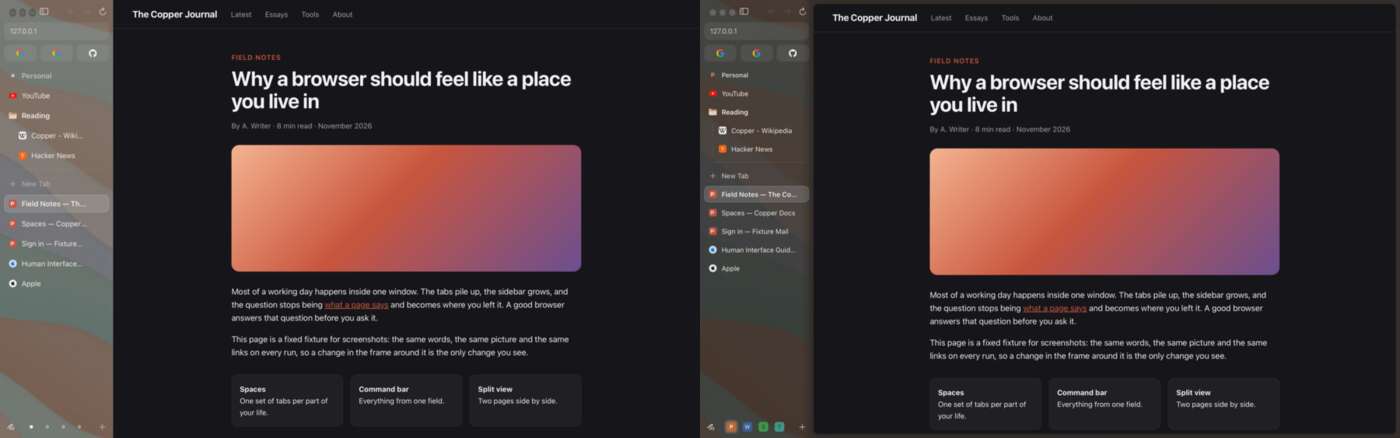 127.0.0.1
Personal
YouTube
Reading
Copper - Wiki...
Hacker News
New Tab
Field Notes — Th...
Spaces — Copper...
Sign in — Fixture...
Human Interface...
Apple
The Copper Journal Latest Essays Tools About
FIELD NOTES
Why a browser should feel like a place
you live in
By A. Writer · 8 min read · November 2026
Most of a working day happens inside one window. The tabs pile up, the sidebar grows, and
the question stops being what a page says and becomes where you left it. A good browser
answers that question before you ask it.
This page is a fixed fixture for screenshots: the same words, the same picture and the same
links on every run, so a change in the frame around it is the only change you see.
Spaces
One set of tabs per part of
your life.
Command bar
Everything from one field.
Split view
Two pages side by side.
127.0.0.1
P Personal
YouTube
Reading
W Copper - Wikipedia
Y Hacker News
New Tab
P Field Notes — The Co...
P Spaces — Copper Docs
P Sign in — Fixture Mail
Human Interface Guid...
Apple
P W
The Copper Journal Latest Essays Tools About
FIELD NOTES
Why a browser should feel like a place
you live in
By A. Writer · 8 min read · November 2026
Most of a working day happens inside one window. The tabs pile up, the sidebar grows, and
the question stops being what a page says and becomes where you left it. A good browser
answers that question before you ask it.
This page is a fixed fixture for screenshots: the same words, the same picture and the same
links on every run, so a change in the frame around it is the only change you see.
Spaces
One set of tabs per part of
your life.
Command bar
Everything from one field.
Split view
Two pages side by side.